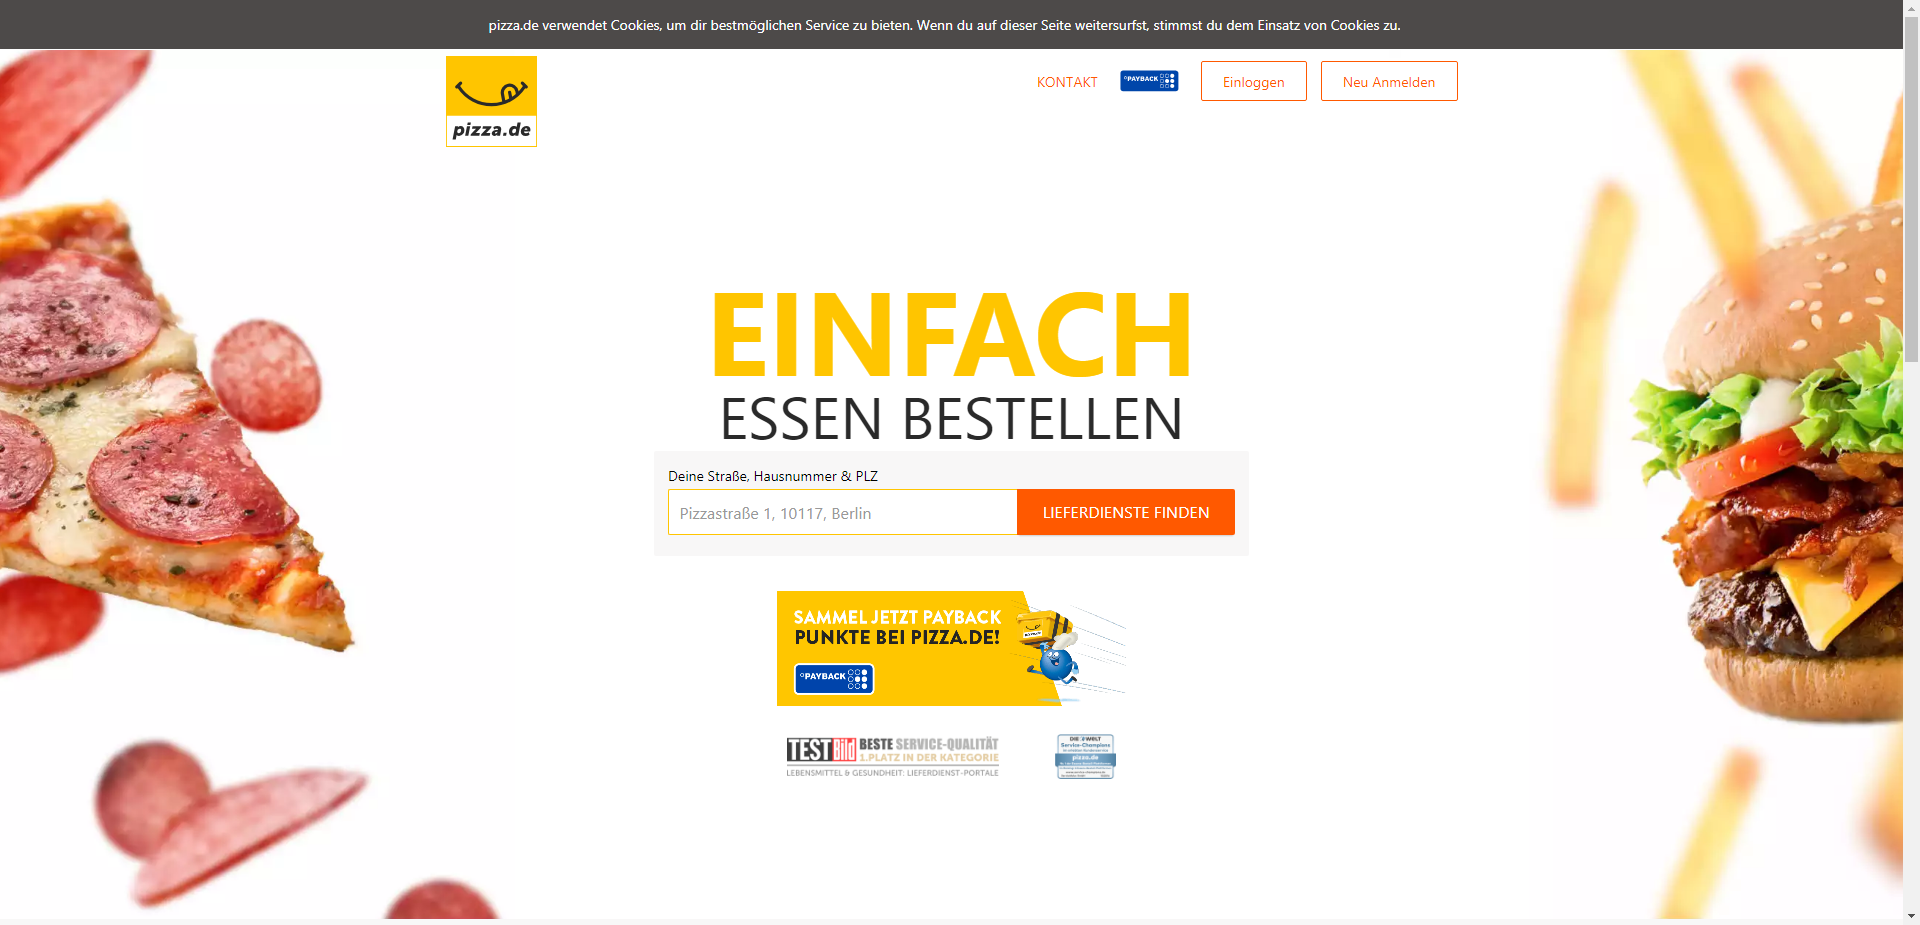 pizza.de verwendet Cookies, um dir bestmöglichen Service zu bieten. Wenn du auf dieser Seite weitersurfst, stimmst du dem Einsatz von Cookies zu.
pizza.de
KONTAKT
PAYBACK
Einloggen
Neu Anmelden
EINFACH
ESSEN BESTELLEN
Deine Straße, Hausnummer & PLZ
Pizzastraße 1, 10117, Berlin
LIEFERDIENSTE FINDEN
SAMMEL JETZT PAYBACK
PUNKTE BEI PIZZA.DE!
PAYBACK
TEST Bild BESTE SERVICE-QUALITÄT
1.PLATZ IN DER KATEGORIE
LEBENSMITTEL & GESUNDHEIT: LIEFERDIENST-PORTALE
DIE WELT
Service-Champions
pizza.de